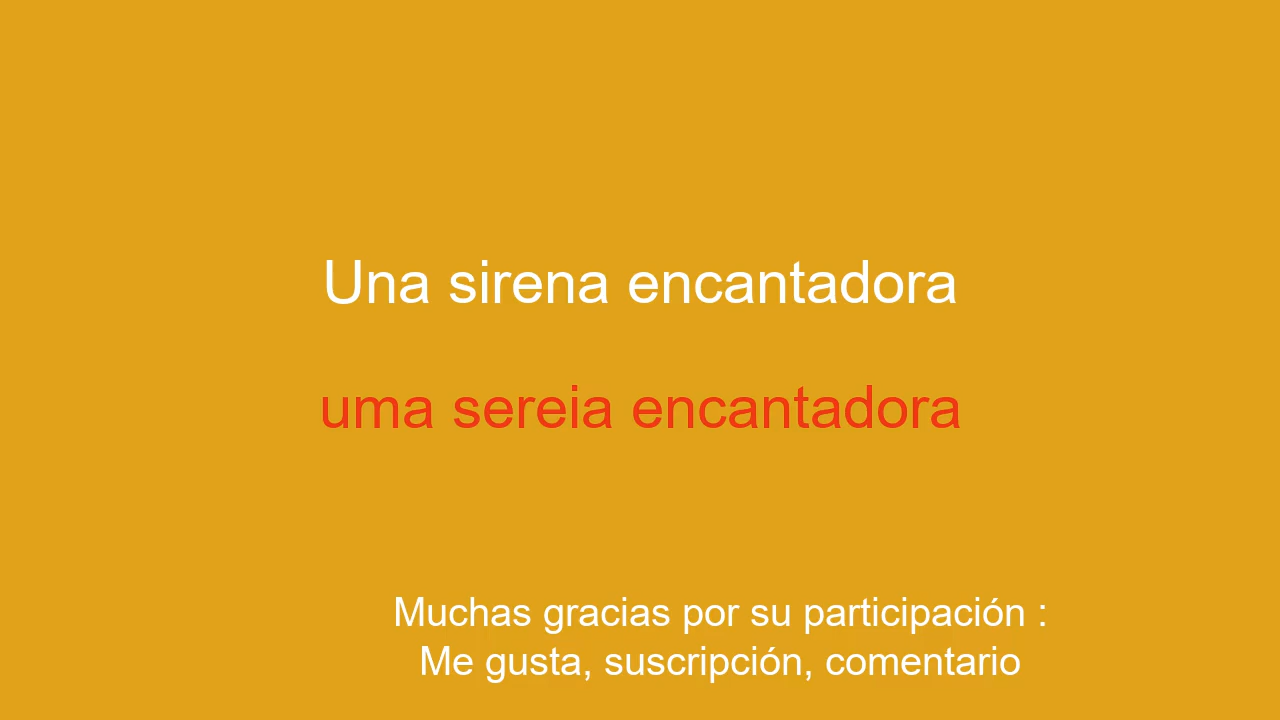 Una sirena encantadora
uma sereia encantadora
Muchas gracias por su participación :
Me gusta, suscripción, comentario